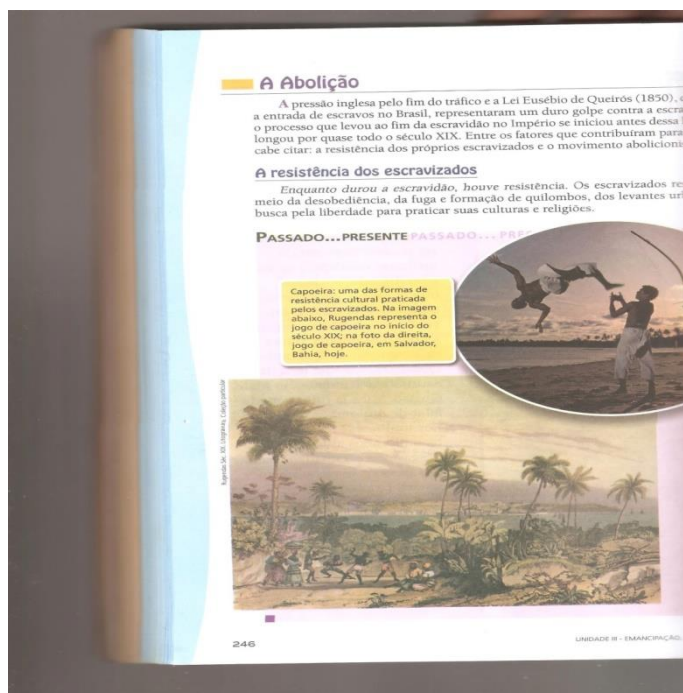 A Abolição
A pressão inglesa pelo fim do tráfico e a Lei Eusébio de Queirós (1850),
a entrada de escravos no Brasil, representaram um duro golpe contra a
o processo que levou ao fim da escravidão no Império se iniciou antes dessa
longou por quase todo o século XIX. Entre os fatores que contribuíram para
cabe citar: a resistência dos próprios escravizados e o movimento
A resistência dos escravizados
Enquanto durou a escravidão, houve resistência. Os escravizados
meio da desobediência, da fuga e formação de quilombos, dos levantes
busca pela liberdade para praticar suas culturas e religiões.
PASSADO...PRESENTE PASSADO...
Capoeira: uma das formas de
resistência cultural praticada
pelos escravizados. Na imagem
abaixo, Rugendas representa o
jogo de capoeira no início do
século XIX; na foto da direita,
jogo de capoeira, em Salvador,
Bahia, hoje.
Coleção particular
246
UNIDADE III - EMANCIPAÇÃO,